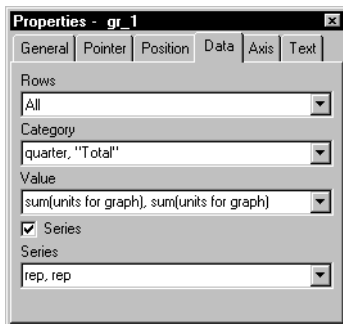 Properties - gr_1
General Pointer Position Data Axis Text
Rows
All
Category
quarter, "Total"
Value
sum(units for graph), sum(units for graph)
Series
Series
rep, rep